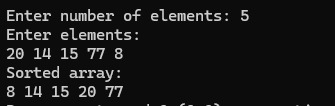 Enter number of elements: 5
Enter elements:
20 14 15 77 8
Sorted array:
8 14 15 20 77